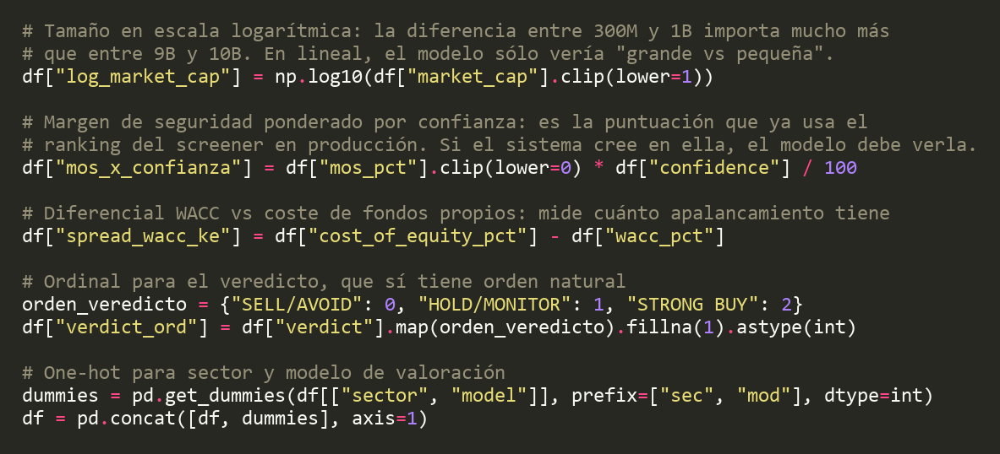 # Tamaño en escala logarítmica: la diferencia entre 300M y 1B importa mucho más
# que entre 9B y 10B. En lineal, el modelo sólo vería "grande vs pequeña".
df["log_market_cap"] = np.log10(df["market_cap"].clip(lower=1))

# Margen de seguridad ponderado por confianza: es la puntuación que ya usa el
# ranking del screener en producción. Si el sistema cree en ella, el modelo debe verla.
df["mos_x_confianza"] = df["mos_pct"].clip(lower=0) * df["confidence"] / 100

# Diferencial WACC vs coste de fondos propios: mide cuánto apalancamiento tiene
df["spread_wacc_ke"] = df["cost_of_equity_pct"] - df["wacc_pct"]

# Ordinal para el veredicto, que sí tiene orden natural
orden_veredicto = {"SELL/AVOID": 0, "HOLD/MONITOR": 1, "STRONG BUY": 2}
df["verdict_ord"] = df["verdict"].map(orden_veredicto).fillna(1).astype(int)

# One-hot para sector y modelo de valoración
dummies = pd.get_dummies(df[["sector", "model"]], prefix=["sec", "mod"], dtype=int)
df = pd.concat([df, dummies], axis=1)